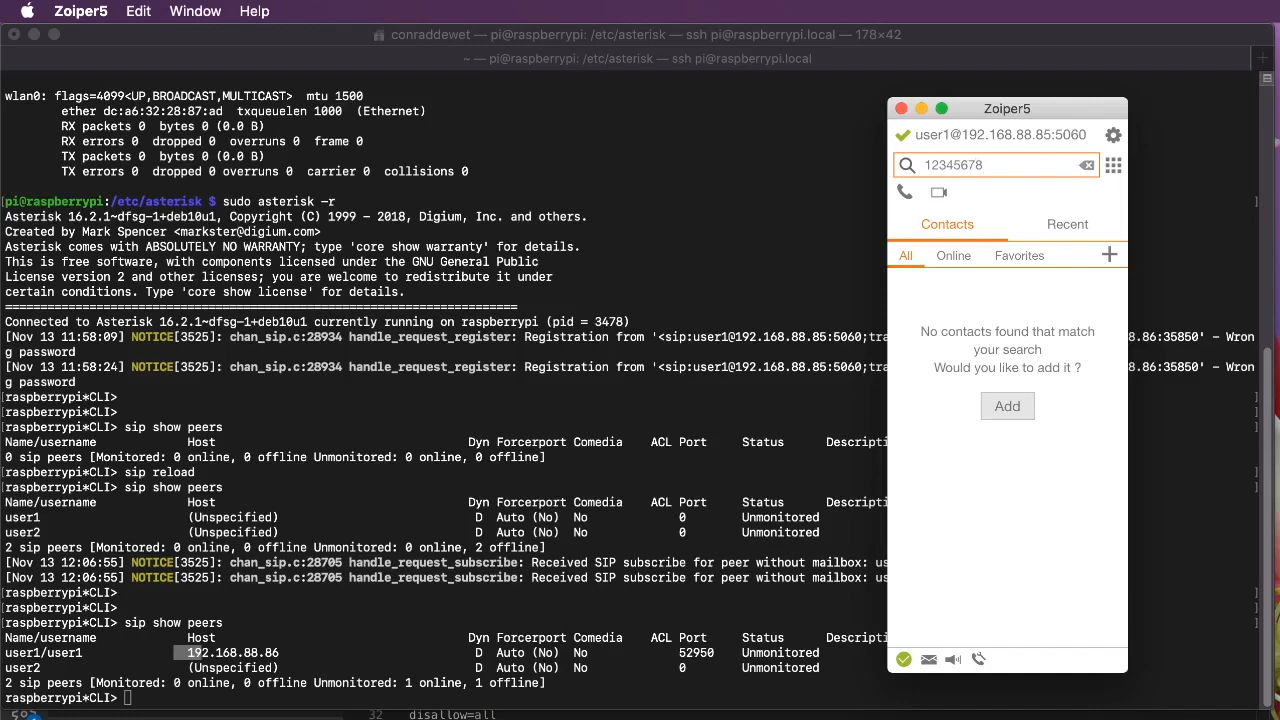 Zoiper5 Edit Window Help
conraddewet — pi@raspberrypi: /etc/asterisk — ssh pi@raspberrypi.local — 178×42
~ — pi@raspberrypi: /etc/asterisk — ssh pi@raspberrypi.local
wlan0: flags=4099<UP,BROADCAST,MULTICAST> mtu 1500
ether dc:a6:32:28:87:ad txqueuelen 1000 (Ethernet)
RX packets 0 bytes 0 (0.0 B)
RX errors 0 dropped 0 overruns 0 frame 0
TX packets 0 bytes 0 (0.0 B)
TX errors 0 dropped 0 overruns 0 carrier 0 collisions 0
[pi@raspberrypi:/etc/asterisk $ sudo asterisk -r ]
Asterisk 16.2.1~dfsg-1+deb10u1, Copyright (C) 1999 - 2018, Digium, Inc. and others.
Created by Mark Spencer <markster@digium.com>
Asterisk comes with ABSOLUTELY NO WARRANTY; type 'core show warranty' for details.
This is free software, with components licensed under the GNU General Public
License version 2 and other licenses; you are welcome to redistribute it under
certain conditions. Type 'core show license' for details.
=========================================================================
Connected to Asterisk 16.2.1~dfsg-1+deb10u1 currently running on raspberrypi (pid = 3478)
[Nov 13 11:58:09] NOTICE[3525]: chan_sip.c:28934 handle_request_register: Registration from '<sip:user1@192.168.88.85:5060;tra 8.86:35850' - Wron
g password
[Nov 13 11:58:24] NOTICE[3525]: chan_sip.c:28934 handle_request_register: Registration from '<sip:user1@192.168.88.85:5060;tra 8.86:35850' - Wron
g password
[raspberrypi*CLI> ]
[raspberrypi*CLI> ]
[raspberrypi*CLI> sip show peers ]
Name/username Host Dyn Forcerport Comedia ACL Port Status Descripti
0 sip peers [Monitored: 0 online, 0 offline Unmonitored: 0 online, 0 offline]
[raspberrypi*CLI> sip reload ]
[raspberrypi*CLI> sip show peers ]
Name/username Host Dyn Forcerport Comedia ACL Port Status Descripti
user1 (Unspecified) D Auto (No) No 0 Unmonitored
user2 (Unspecified) D Auto (No) No 0 Unmonitored
2 sip peers [Monitored: 0 online, 0 offline Unmonitored: 0 online, 2 offline]
[Nov 13 12:06:55] NOTICE[3525]: chan_sip.c:28705 handle_request_subscribe: Received SIP subscribe for peer without mailbox: us
[Nov 13 12:06:55] NOTICE[3525]: chan_sip.c:28705 handle_request_subscribe: Received SIP subscribe for peer without mailbox: us
[raspberrypi*CLI> ]
[raspberrypi*CLI> ]
[raspberrypi*CLI> sip show peers ]
Name/username Host Dyn Forcerport Comedia ACL Port Status Descripti
user1/user1 192.168.88.86 D Auto (No) No 52950 Unmonitored
user2 (Unspecified) D Auto (No) No 0 Unmonitored
2 sip peers [Monitored: 0 online, 0 offline Unmonitored: 1 online, 1 offline]
raspberrypi*CLI>
32 disallow=all
Zoiper5
user1@192.168.88.85:5060
12345678
Contacts Recent
All Online Favorites
No contacts found that match
your search
Would you like to add it ?
Add